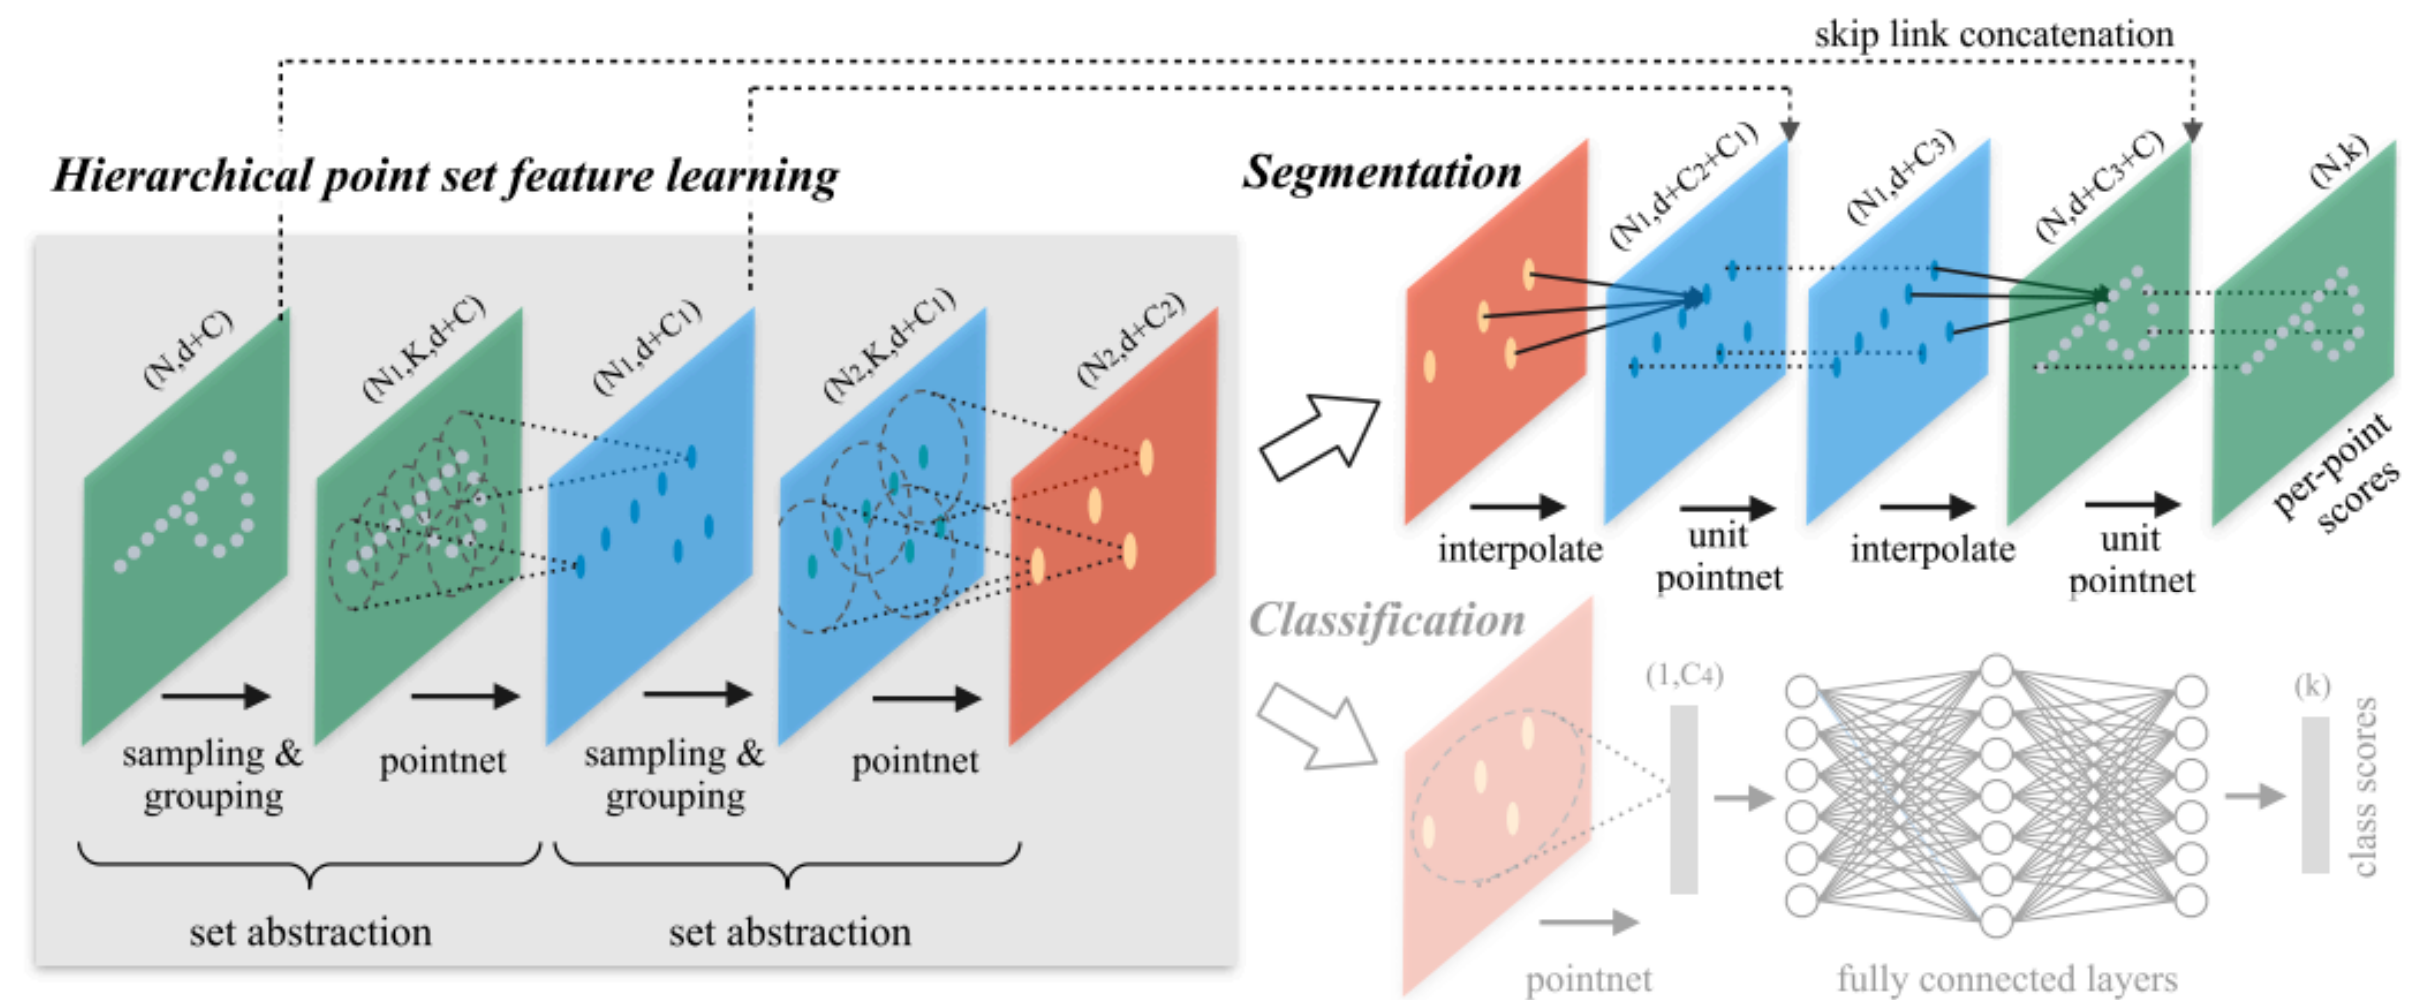 skip link concatenation
Hierarchical point set feature learning
(N,d+C)
(N1,K,d+C)
(N1,d+C1)
(N2,K,d+C1)
(N2,d+C2)
sampling &
grouping
pointnet
sampling &
grouping
pointnet
set abstraction
set abstraction
Segmentation
(N1,d+C2+C1)
(N1,d+C3)
(N,d+C3+C)
(N,k)
interpolate
unit
pointnet
interpolate
unit
pointnet
per-point
scores
Classification
(1,C4)
(k)
class scores
pointnet
fully connected layers